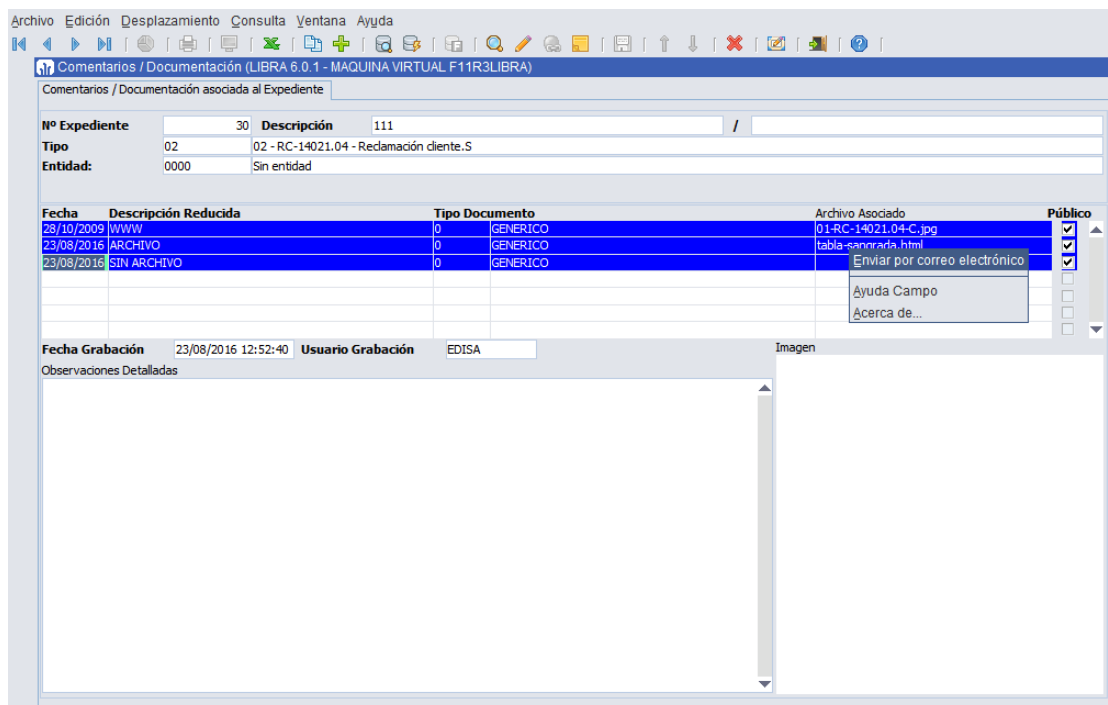 Archivo Edición Desplazamiento Consulta Ventana Ayuda
Comentarios / Documentación (LIBRA 6.0.1 - MAQUINA VIRTUAL F11R3LIBRA)
Comentarios / Documentación asociada al Expediente
Nº Expediente 30 Descripción 111 /
Tipo 02 02 - RC-14021.04 - Reclamación cliente.S
Entidad: 0000 Sin entidad
Fecha Descripción Reducida Tipo Documento Archivo Asociado Público
28/10/2009 WWW 0 GENERICO 01-RC-14021.04-C.jpg
23/08/2016 ARCHIVO 0 GENERICO tabla-sangrada.html
23/08/2016 SIN ARCHIVO 0 GENERICO
Enviar por correo electrónico
Ayuda Campo
Acerca de...
Fecha Grabación 23/08/2016 12:52:40 Usuario Grabación EDISA Imagen
Observaciones Detalladas